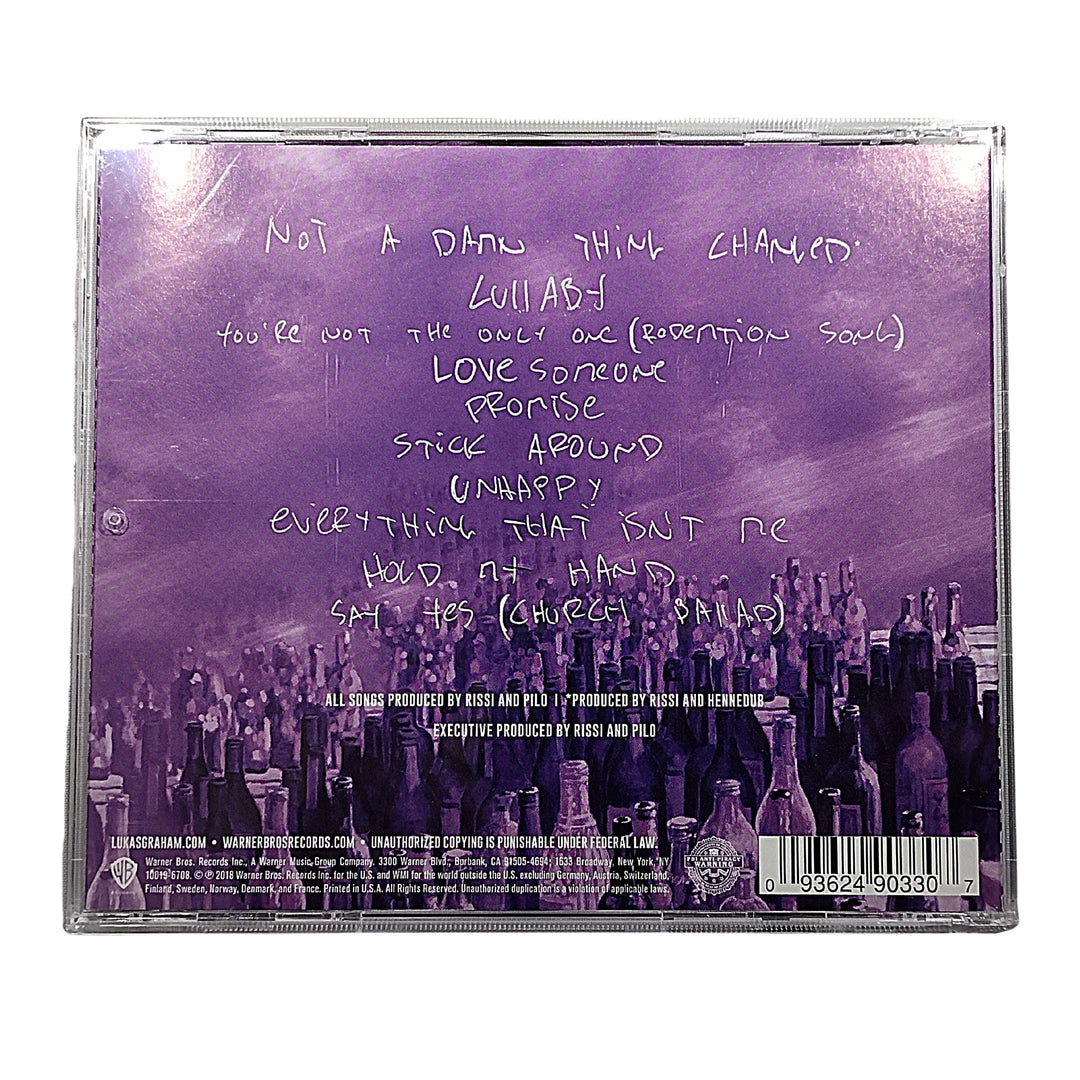 NOT A DAMN THING CHANGED*
LULLABY
YOU'RE NOT THE ONLY ONE (REDEMTION SONG)
LOVE SOMEONE
PROMISE
STICK AROUND
UNHAPPY
EVERYTHING THAT ISN'T ME
HOLD MY HAND
SAY YES (CHURCH BALLAD)
ALL SONGS PRODUCED BY RISSI AND PILO | *PRODUCED BY RISSI AND HENNEDUB
EXECUTIVE PRODUCED BY RISSI AND PILO
LUKASGRAHAM.COM • WARNERBROSRECORDS.COM • UNAUTHORIZED COPYING IS PUNISHABLE UNDER FEDERAL LAW.
Warner Bros. Records Inc., A Warner Music Group Company. 3300 Warner Blvd., Burbank, CA 91505-4694; 1633 Broadway, New York, NY
10019-6708. © ℗ 2018 Warner Bros. Records Inc. for the U.S. and WMI for the world outside the U.S. excluding Germany, Austria, Switzerland,
Finland, Sweden, Norway, Denmark, and France. Printed in U.S.A. All Rights Reserved. Unauthorized duplication is a violation of applicable laws.
WB
FBI ANTI-PIRACY
WARNING
0 93624 90330 7